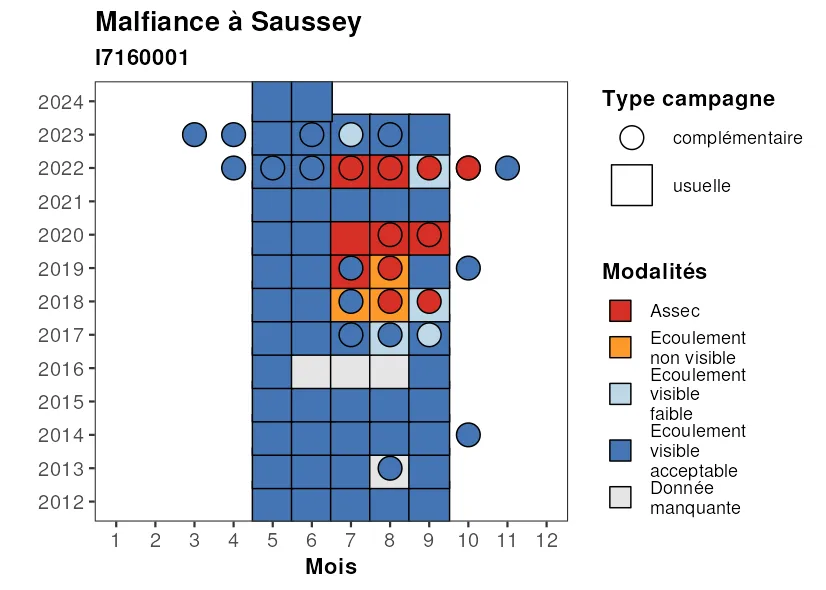 Malfiance à Saussey
I7160001
2024
2023
2022
2021
2020
2019
2018
2017
2016
2015
2014
2013
2012
1 2 3 4 5 6 7 8 9 10 11 12
Mois
Type campagne
complémentaire
usuelle
Modalités
Assec
Ecoulement
non visible
Ecoulement
visible
faible
Ecoulement
visible
acceptable
Donnée
manquante